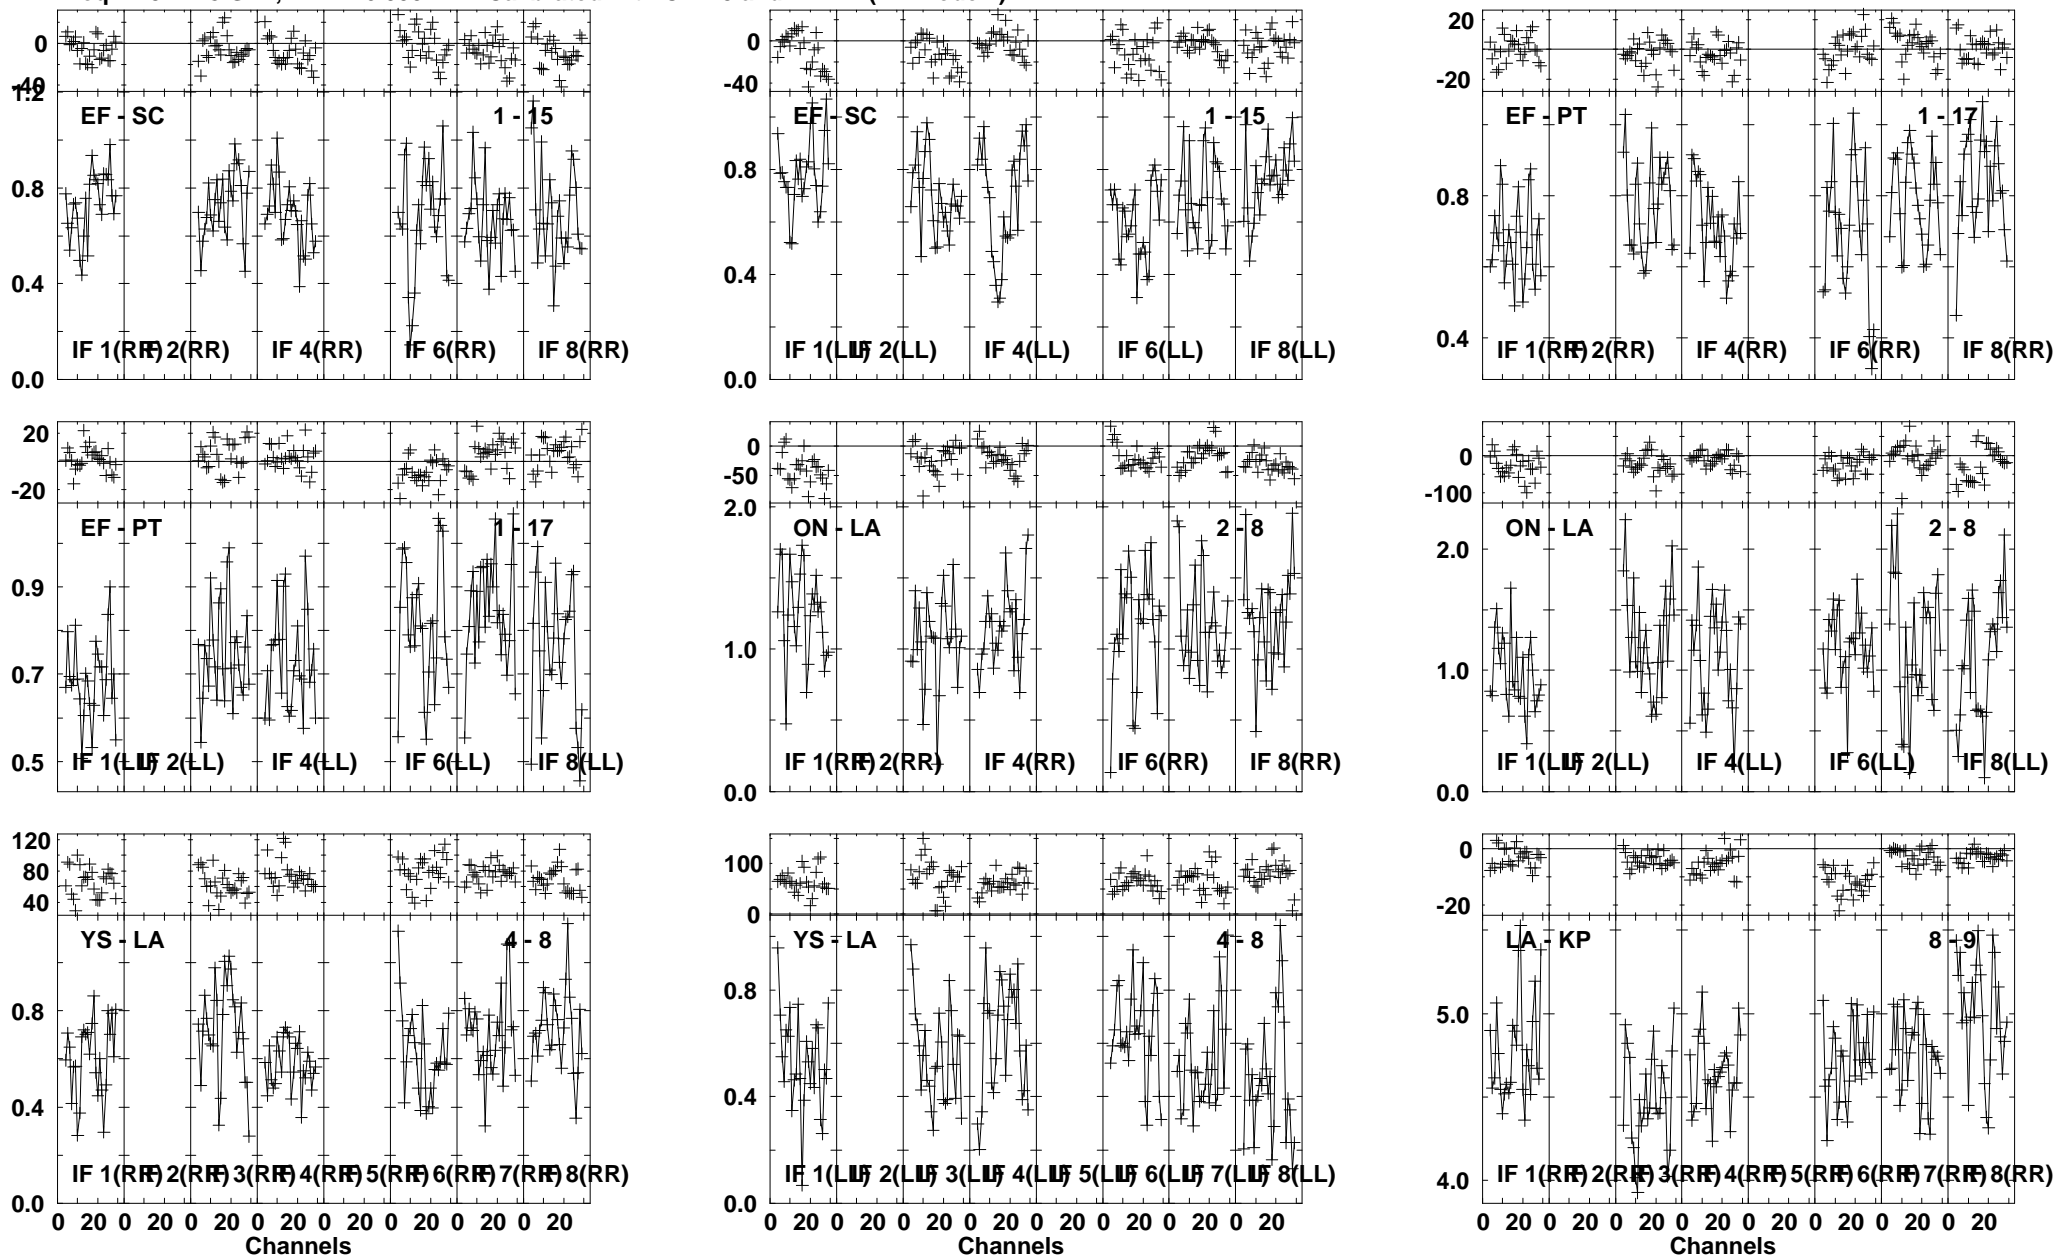 0
-40
1.2
0.8
0.4
0.0
EF - SC
1 - 15
IF 1(RR)
IF 2(RR)
IF 4(RR)
IF 6(RR)
IF 8(RR)
0
-40
0.8
0.4
0.0
EF - SC
1 - 15
IF 1(LL)
IF 2(LL)
IF 4(LL)
IF 6(LL)
IF 8(LL)
20
-20
0.8
0.4
EF - PT
1 - 17
IF 1(RR)
IF 2(RR)
IF 4(RR)
IF 6(RR)
IF 8(RR)
20
-20
0.9
0.7
0.5
EF - PT
1 - 17
IF 1(LL)
IF 2(LL)
IF 4(LL)
IF 6(LL)
IF 8(LL)
0
-50
2.0
1.0
0.0
ON - LA
2 - 8
IF 1(RR)
IF 2(RR)
IF 4(RR)
IF 6(RR)
IF 8(RR)
0
-100
2.0
1.0
0.0
ON - LA
2 - 8
IF 1(LL)
IF 2(LL)
IF 4(LL)
IF 6(LL)
IF 8(LL)
120
80
40
0.8
0.4
0.0
YS - LA
4 - 8
IF 1(RR)
IF 2(RR)
IF 3(RR)
IF 4(RR)
IF 5(RR)
IF 6(RR)
IF 7(RR)
IF 8(RR)
0 20 0 20 0 20 0 20 0 20 0 20 0 20 0 20
Channels
100
0
0.8
0.4
0.0
YS - LA
4 - 8
IF 1(LL)
IF 2(LL)
IF 3(LL)
IF 4(LL)
IF 5(LL)
IF 6(LL)
IF 7(LL)
IF 8(LL)
0 20 0 20 0 20 0 20 0 20 0 20 0 20 0 20
Channels
0
-20
5.0
4.0
LA - KP
8 - 9
IF 1(RR)
IF 2(RR)
IF 3(RR)
IF 4(RR)
IF 5(RR)
IF 6(RR)
IF 7(RR)
IF 8(RR)
0 20 0 20 0 20 0 20 0 20 0 20 0 20 0 20
Channels